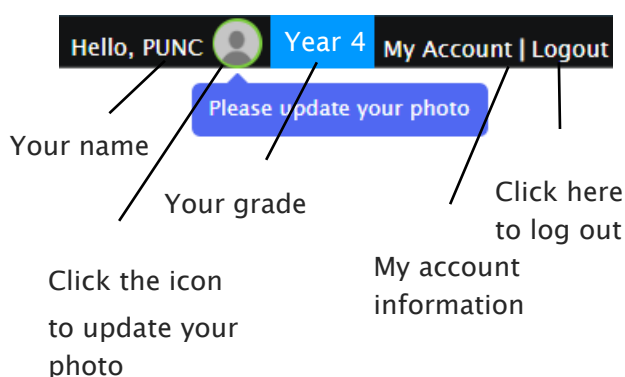 Hello, PUNC Year 4 My Account | Logout
Please update your photo
Your name
Your grade
Click here
to log out
My account
information
Click the icon
to update your
photo